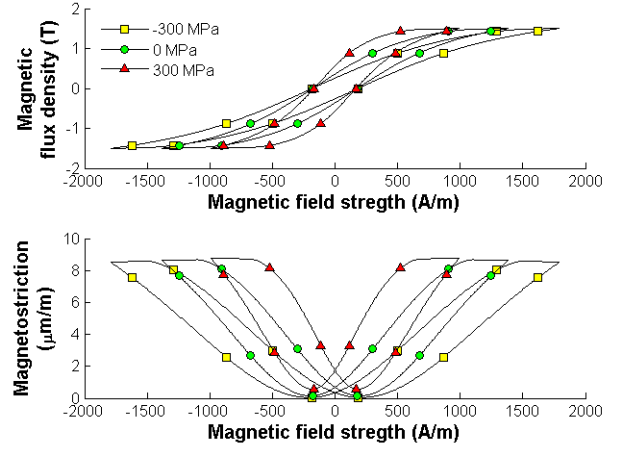 2
1
0
-1
-2
Magnetic
flux density (T)
-300 MPa
0 MPa
300 MPa
-2000 -1500 -1000 -500 0 500 1000 1500 2000
Magnetic field stregth (A/m)
10
8
6
4
2
0
Magnetostriction
(μm/m)
-2000 -1500 -1000 -500 0 500 1000 1500 2000
Magnetic field stregth (A/m)